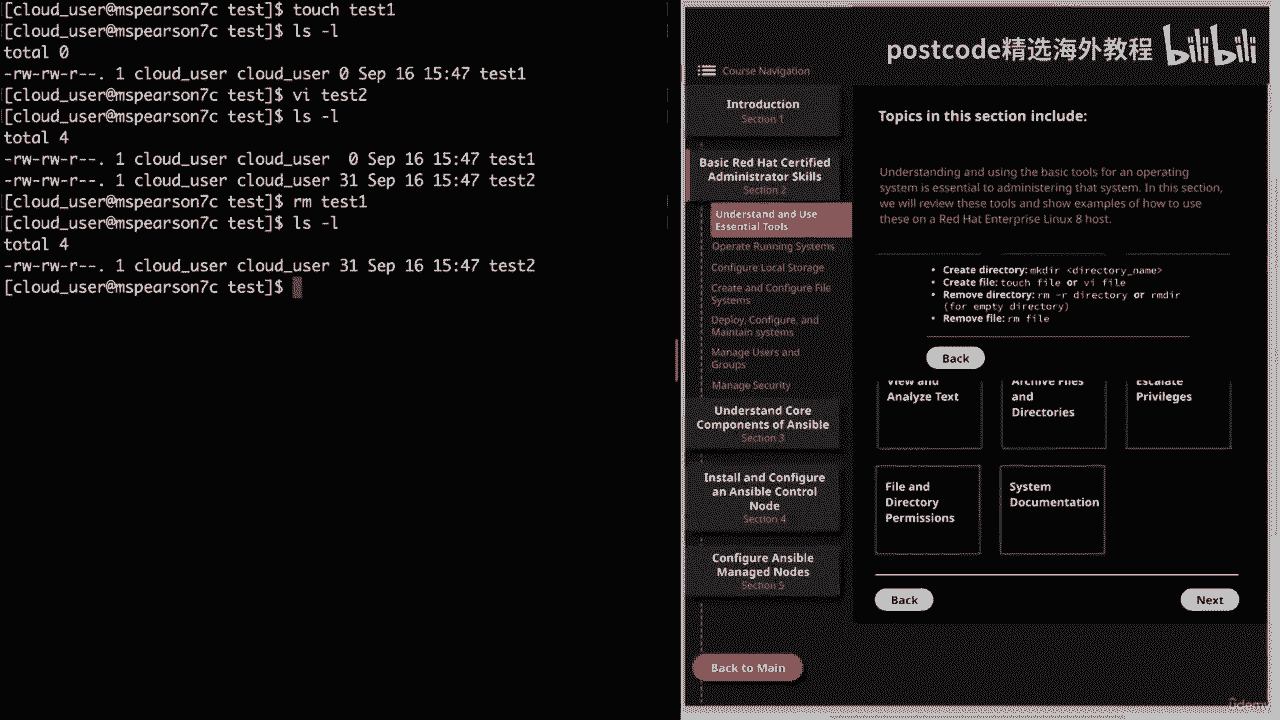 [cloud_user@mspearson7c test]$ touch test1
[cloud_user@mspearson7c test]$ ls -l
total 0
-rw-rw-r--. 1 cloud_user cloud_user 0 Sep 16 15:47 test1
[cloud_user@mspearson7c test]$ vi test2
[cloud_user@mspearson7c test]$ ls -l
total 4
-rw-rw-r--. 1 cloud_user cloud_user  0 Sep 16 15:47 test1
-rw-rw-r--. 1 cloud_user cloud_user 31 Sep 16 15:47 test2
[cloud_user@mspearson7c test]$ rm test1
[cloud_user@mspearson7c test]$ ls -l
total 4
-rw-rw-r--. 1 cloud_user cloud_user 31 Sep 16 15:47 test2
[cloud_user@mspearson7c test]$
postcode精选海外教程 bilibili
Course Navigation
Introduction
Section 1
Basic Red Hat Certified
Administrator Skills
Section 2
Understand and Use
Essential Tools
Operate Running Systems
Configure Local Storage
Create and Configure File
Systems
Deploy, Configure, and
Maintain systems
Manage Users and
Groups
Manage Security
Understand Core
Components of Ansible
Section 3
Install and Configure
an Ansible Control
Node
Section 4
Configure Ansible
Managed Nodes
Section 5
Back to Main
Topics in this section include:
Understanding and using the basic tools for an operating
system is essential to administering that system. In this section,
we will review these tools and show examples of how to use
these on a Red Hat Enterprise Linux 8 host.
• Create directory: mkdir <directory_name>
• Create file: touch file or vi file
• Remove directory: rm -r directory or rmdir
(for empty directory)
• Remove file: rm file
Back
View and
Analyze Text
Archive Files
and
Directories
Escalate
Privileges
File and
Directory
Permissions
System
Documentation
Back
Next
ûdemy